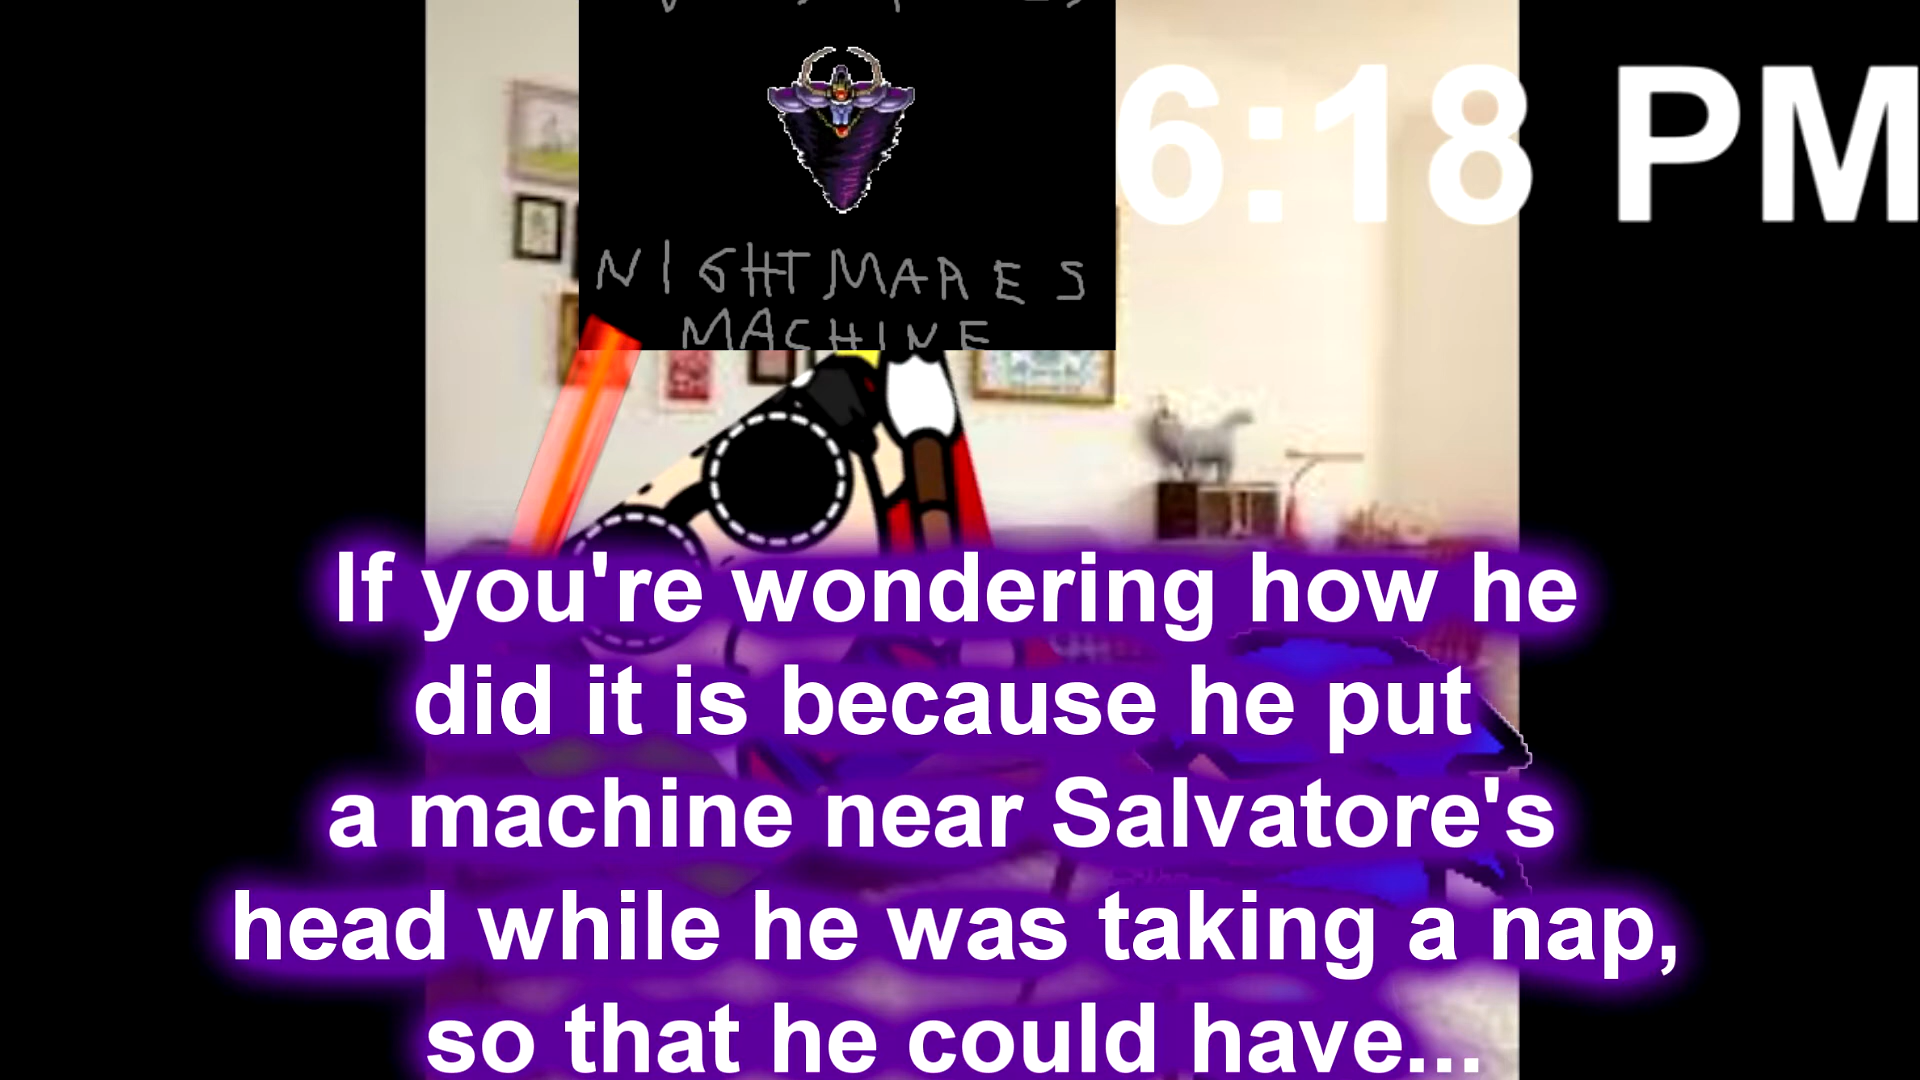 6:18 PM
NIGHTMARES
MACHINE
If you're wondering how he
did it is because he put
a machine near Salvatore's
head while he was taking a nap,
so that he could have...